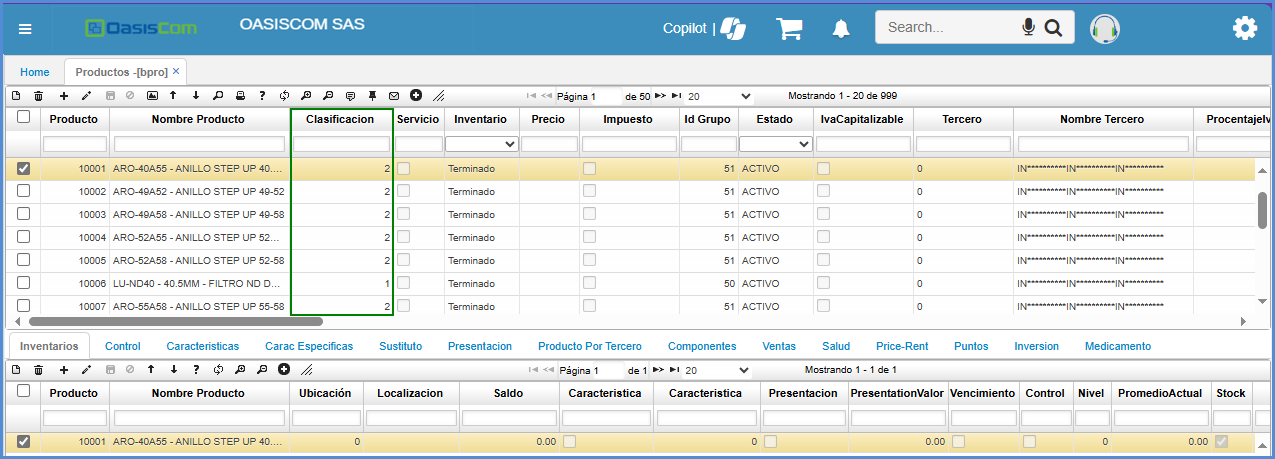 OasisCom OASISCOM SAS Copilot | Search...
Home Productos -[bpro] ×
Página 1 de 50 20 Mostrando 1 - 20 de 999
Producto Nombre Producto Clasificacion Servicio Inventario Precio Impuesto Id Grupo Estado IvaCapitalizable Tercero Nombre Tercero ProcentajeIv
10001 ARO-40A55 - ANILLO STEP UP 40.... 2 Terminado 51 ACTIVO 0 IN**********IN**********IN**********
10002 ARO-49A52 - ANILLO STEP UP 49-52 2 Terminado 51 ACTIVO 0 IN**********IN**********IN**********
10003 ARO-49A58 - ANILLO STEP UP 49-58 2 Terminado 51 ACTIVO 0 IN**********IN**********IN**********
10004 ARO-52A55 - ANILLO STEP UP 52... 2 Terminado 51 ACTIVO 0 IN**********IN**********IN**********
10005 ARO-52A58 - ANILLO STEP UP 52-58 2 Terminado 51 ACTIVO 0 IN**********IN**********IN**********
10006 LU-ND40 - 40.5MM - FILTRO ND D... 1 Terminado 50 ACTIVO 0 IN**********IN**********IN**********
10007 ARO-55A58 - ANILLO STEP UP 55-58 2 Terminado 51 ACTIVO 0 IN**********IN**********IN**********
Inventarios Control Caracteristicas Carac Especificas Sustituto Presentacion Producto Por Tercero Componentes Ventas Salud Price-Rent Puntos Inversion Medicamento
Página 1 de 1 20 Mostrando 1 - 1 de 1
Producto Nombre Producto Ubicación Localizacion Saldo Caracteristica Caracteristica Presentacion PresentationValor Vencimiento Control Nivel PromedioActual Stock
10001 ARO-40A55 - ANILLO STEP UP 40.... 0 0.00 0 0.00 0 0.00